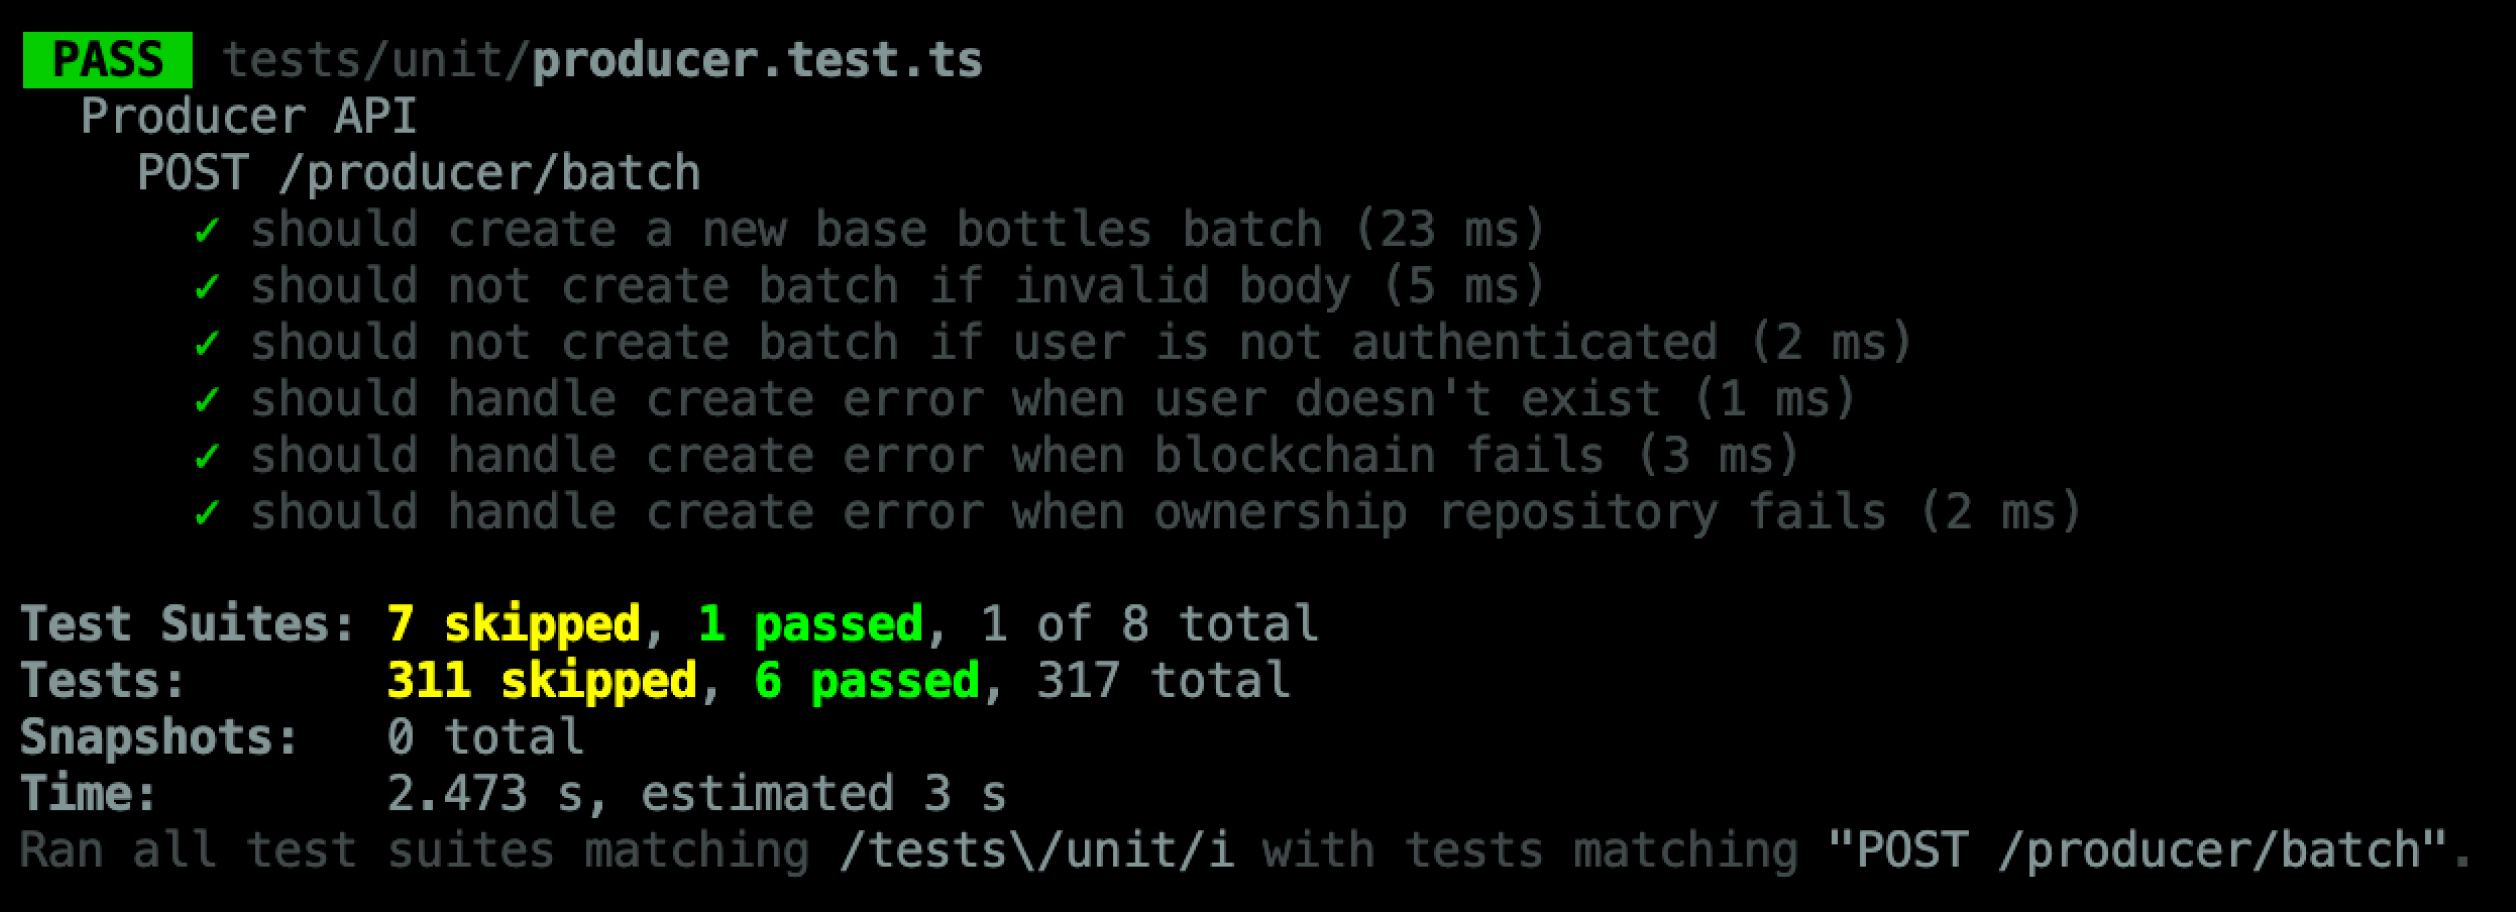 PASS tests/unit/producer.test.ts
Producer API
POST /producer/batch
✓ should create a new base bottles batch (23 ms)
✓ should not create batch if invalid body (5 ms)
✓ should not create batch if user is not authenticated (2 ms)
✓ should handle create error when user doesn't exist (1 ms)
✓ should handle create error when blockchain fails (3 ms)
✓ should handle create error when ownership repository fails (2 ms)
Test Suites: 7 skipped, 1 passed, 1 of 8 total
Tests: 311 skipped, 6 passed, 317 total
Snapshots: 0 total
Time: 2.473 s, estimated 3 s
Ran all test suites matching /tests\/unit/i with tests matching "POST /producer/batch".